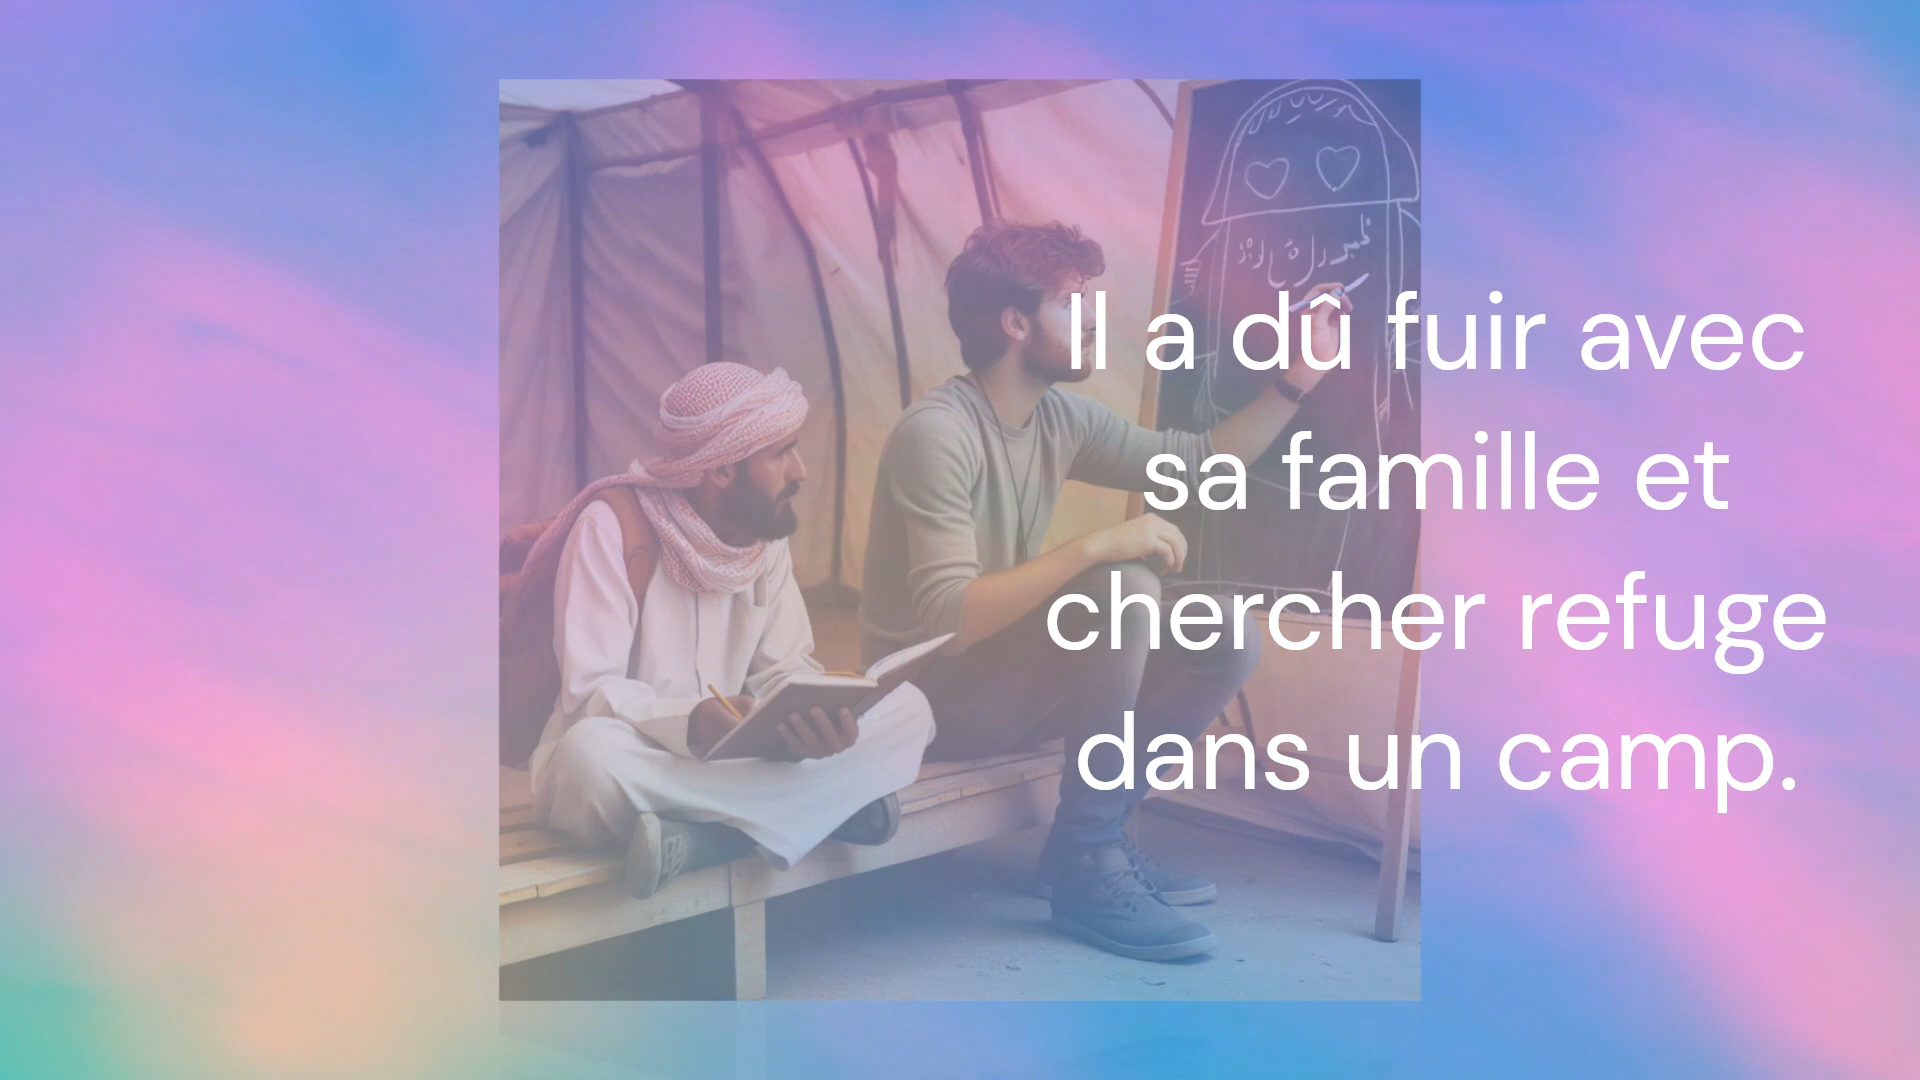 Il a dû fuir avec
sa famille et
chercher refuge
dans un camp.